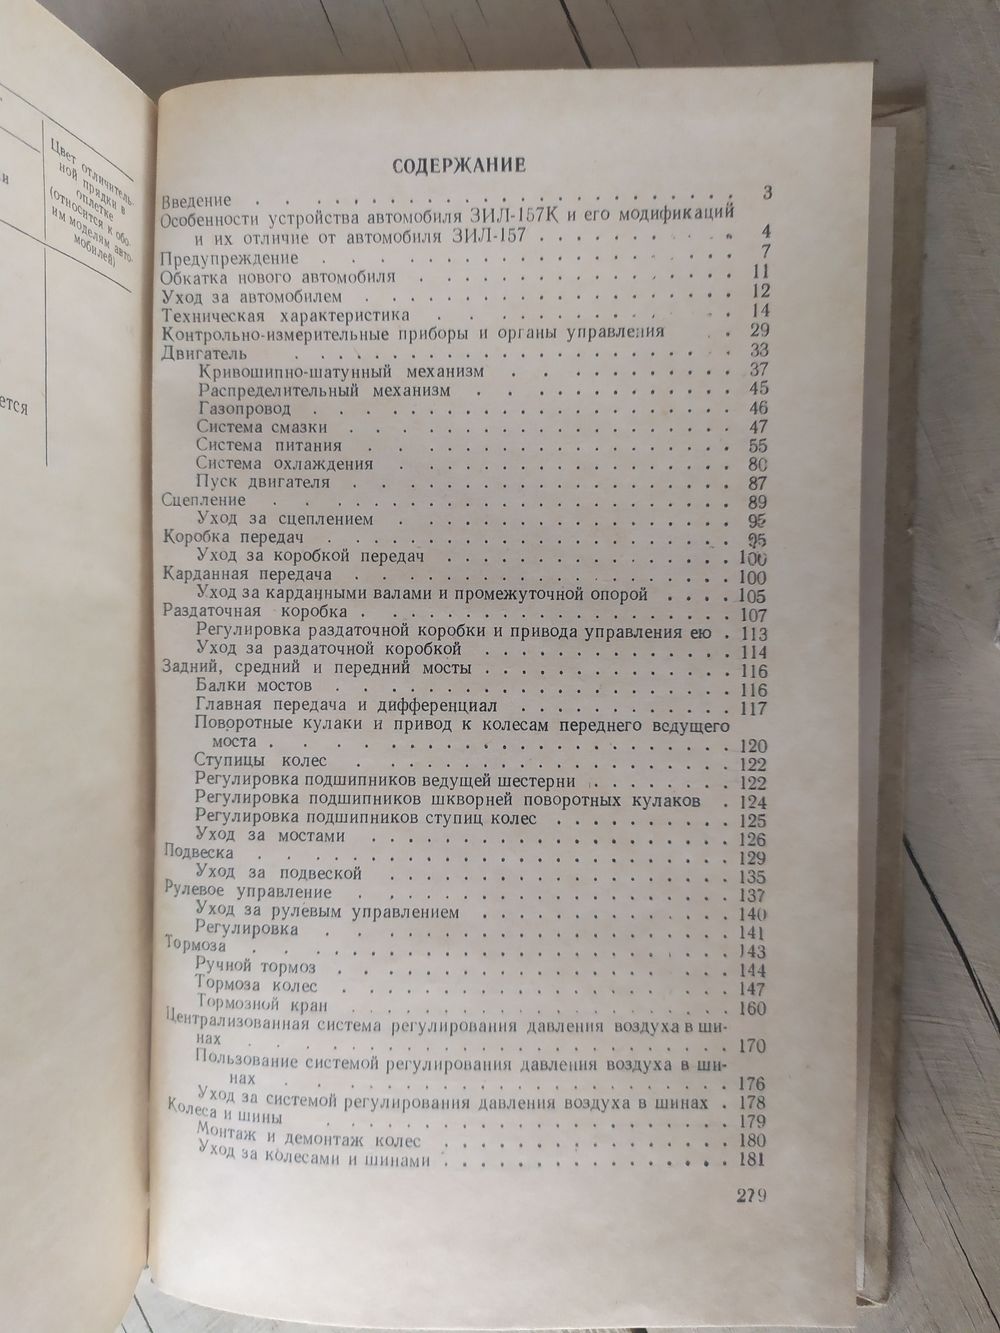 и
ется
Цвет отличитель-
ной прядки в
оплетке
(относится к обо-
им моделям авто-
мобилей)
СОДЕРЖАНИЕ
Введение . . . . . . . . . . 3
Особенности устройства автомобиля ЗИЛ-157К и его модификаций
и их отличие от автомобиля ЗИЛ-157 . . . . . . . . . . 4
Предупреждение . . . . . . . . . . 7
Обкатка нового автомобиля . . . . . . . . . . 11
Уход за автомобилем . . . . . . . . . . 12
Техническая характеристика . . . . . . . . . . 14
Контрольно-измерительные приборы и органы управления . . 29
Двигатель . . . . . . . . . . 33
Кривошипно-шатунный механизм . . . . . . . . . . 37
Распределительный механизм . . . . . . . . . . 45
Газопровод . . . . . . . . . . 46
Система смазки . . . . . . . . . . 47
Система питания . . . . . . . . . . 55
Система охлаждения . . . . . . . . . . 80
Пуск двигателя . . . . . . . . . . 87
Сцепление . . . . . . . . . . 89
Уход за сцеплением . . . . . . . . . . 95
Коробка передач . . . . . . . . . . 95
Уход за коробкой передач . . . . . . . . . . 100
Карданная передача . . . . . . . . . . 100
Уход за карданными валами и промежуточной опорой . . . . 105
Раздаточная коробка . . . . . . . . . . 107
Регулировка раздаточной коробки и привода управления ею . 113
Уход за раздаточной коробкой . . . . . . . . . . 114
Задний, средний и передний мосты . . . . . . . . . . 116
Балки мостов . . . . . . . . . . 116
Главная передача и дифференциал . . . . . . . . . . 117
Поворотные кулаки и привод к колесам переднего ведущего
моста . . . . . . . . . . 120
Ступицы колес . . . . . . . . . . 122
Регулировка подшипников ведущей шестерни . . . . . . . . 122
Регулировка подшипников шкворней поворотных кулаков . 124
Регулировка подшипников ступиц колес . . . . . . . . . . 125
Уход за мостами . . . . . . . . . . 126
Подвеска . . . . . . . . . . 129
Уход за подвеской . . . . . . . . . . 135
Рулевое управление . . . . . . . . . . 137
Уход за рулевым управлением . . . . . . . . . . 140
Регулировка . . . . . . . . . . 141
Тормоза . . . . . . . . . . 143
Ручной тормоз . . . . . . . . . . 144
Тормоза колес . . . . . . . . . . 147
Тормозной кран . . . . . . . . . . 160
Централизованная система регулирования давления воздуха в ши-
нах . . . . . . . . . . 170
Пользование системой регулирования давления воздуха в ши-
нах . . . . . . . . . . 176
Уход за системой регулирования давления воздуха в шинах . 178
Колеса и шины . . . . . . . . . . 179
Монтаж и демонтаж колес . . . . . . . . . . 180
Уход за колесами и шинами . . . . . . . . . . 181
279